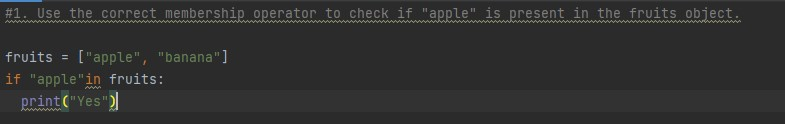 #1. Use the correct membership operator to check if "apple" is present in the fruits object.
fruits = ["apple", "banana"]
if "apple"in fruits:
  print("Yes")